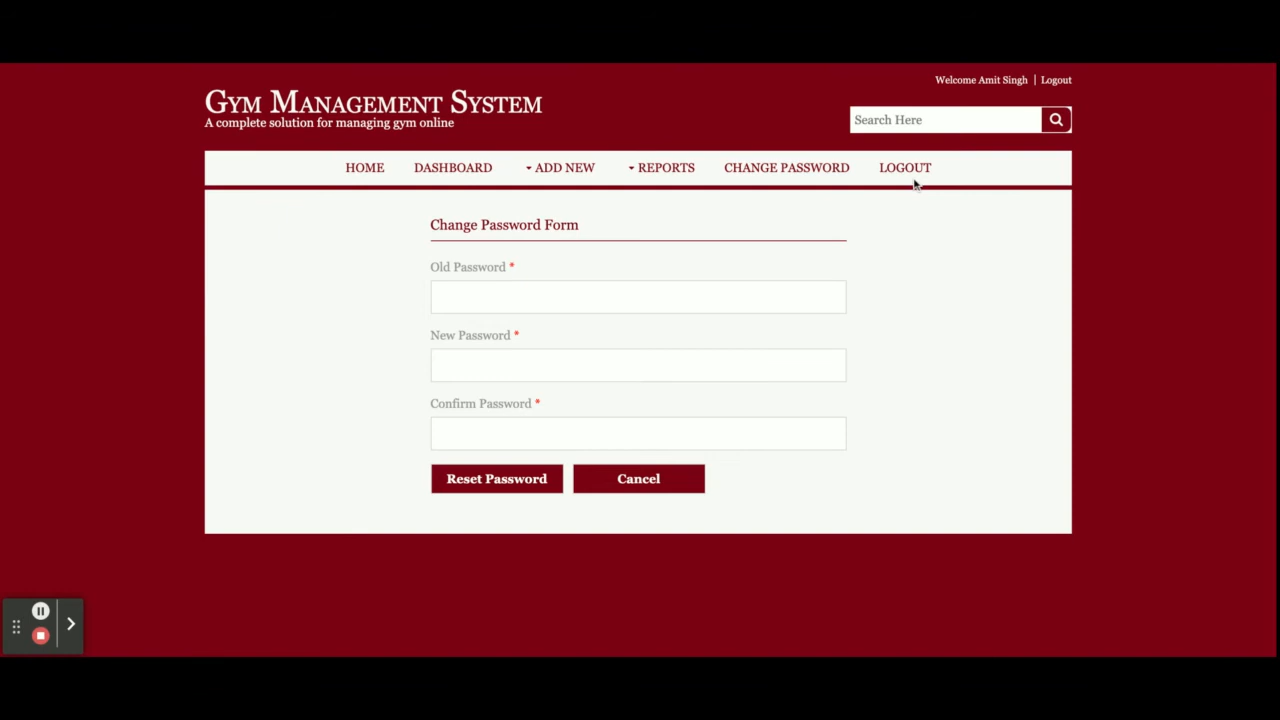 Welcome Amit Singh | Logout
Gym Management System
A complete solution for managing gym online
Search Here
HOME DASHBOARD ADD NEW REPORTS CHANGE PASSWORD LOGOUT
Change Password Form
Old Password *
New Password *
Confirm Password *
Reset Password Cancel